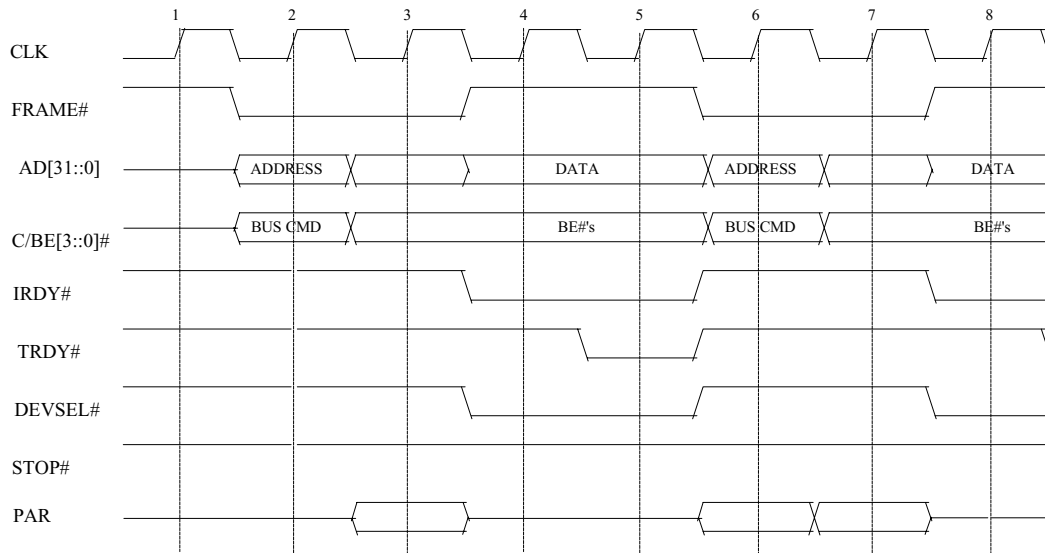 1 2 3 4 5 6 7 8
CLK
FRAME#
AD[31::0] ADDRESS DATA ADDRESS DATA
C/BE[3::0]# BUS CMD BE#'s BUS CMD BE#'s
IRDY#
TRDY#
DEVSEL#
STOP#
PAR